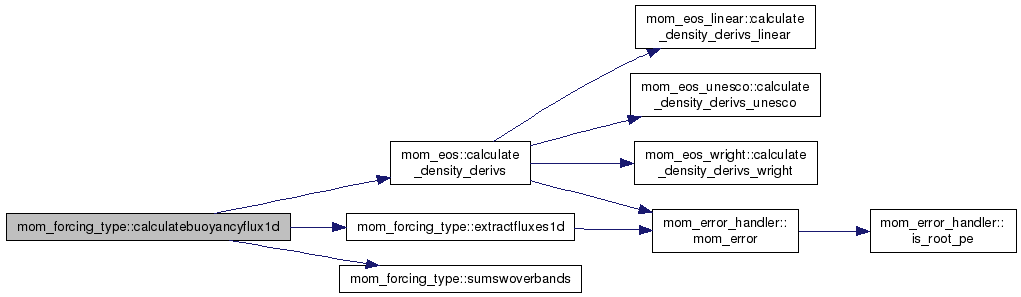 mom_eos_linear::calculate
_density_derivs_linear
mom_eos_unesco::calculate
_density_derivs_unesco
mom_eos::calculate
_density_derivs
mom_eos_wright::calculate
_density_derivs_wright
mom_forcing_type::calculatebuoyancyflux1d
mom_forcing_type::extractfluxes1d
mom_error_handler::
mom_error
mom_error_handler::
is_root_pe
mom_forcing_type::sumswoverbands